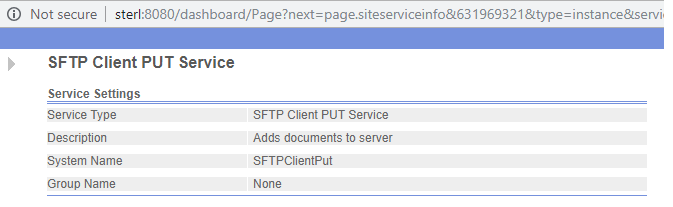 Not secure | sterl:8080/dashboard/Page?next=page.siteserviceinfo&631969321&type=instance&servi
SFTP Client PUT Service
Service Settings
Service Type SFTP Client PUT Service
Description Adds documents to server
System Name SFTPClientPut
Group Name None